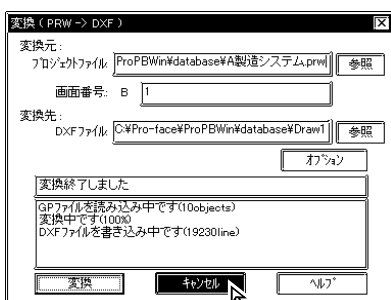 変換 ( PRW -> DXF )
変換元 :
ﾌﾟﾛｼﾞｪｸﾄﾌｧｲﾙ: ProPBWin¥database¥A製造システム.prw 参照
画面番号: B 1
変換先 :
DXFﾌｧｲﾙ: C:¥Pro-face¥ProPBWin¥database¥Draw1 参照
ｵﾌﾟｼｮﾝ
変換終了しました
GPファイルを読み込み中です(10objects)
変換中です(100%)
DXFファイルを書き込み中です(19230line)
変換 ｷｬﾝｾﾙ ﾍﾙﾌﾟ